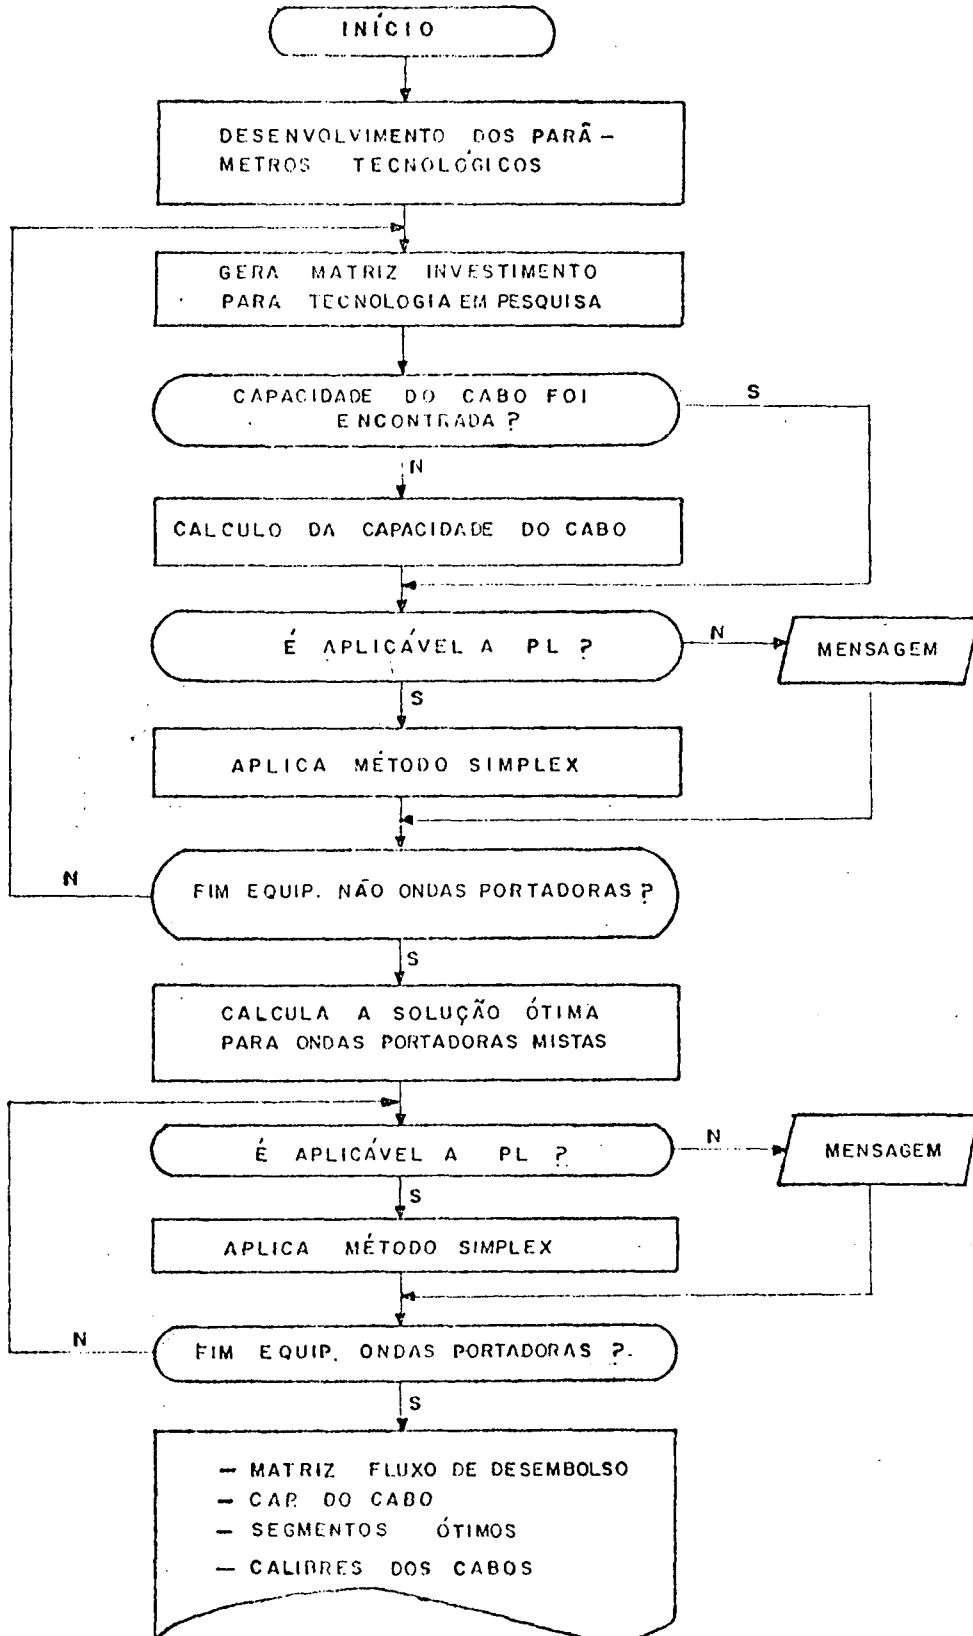 INÍCIO
DESENVOLVIMENTO DOS PARÂ-
METROS TECNOLÓGICOS
GERA MATRIZ INVESTIMENTO
PARA TECNOLOGIA EM PESQUISA
CAPACIDADE DO CABO FOI
ENCONTRADA?
S
N
CALCULO DA CAPACIDADE DO CABO
É APLICÁVEL A PL ?
N
MENSAGEM
S
APLICA MÉTODO SIMPLEX
N
FIM EQUIP. NÃO ONDAS PORTADORAS?
S
CALCULA A SOLUÇÃO ÓTIMA
PARA ONDAS PORTADORAS MISTAS
É APLICÁVEL A PL ?
N
MENSAGEM
S
APLICA MÉTODO SIMPLEX
N
FIM EQUIP. ONDAS PORTADORAS ?.
S
- MATRIZ FLUXO DE DESEMBOLSO
- CAP. DO CABO
- SEGMENTOS ÓTIMOS
- CALIBRES DOS CABOS